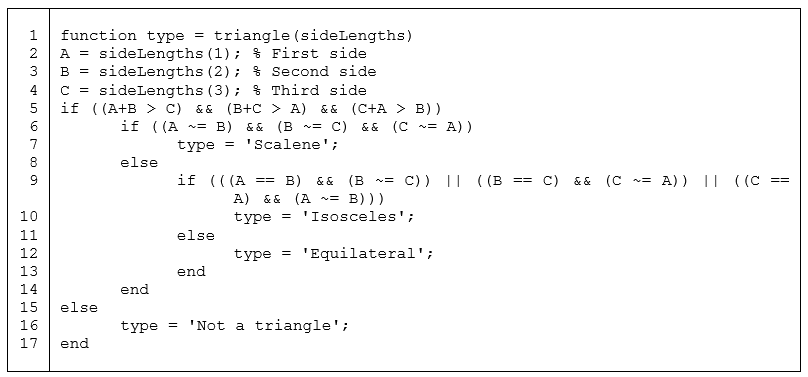 1 function type = triangle(sideLengths)
2 A = sideLengths(1); % First side
3 B = sideLengths(2); % Second side
4 C = sideLengths(3); % Third side
5 if ((A+B > C) && (B+C > A) && (C+A > B))
6 if ((A ~= B) && (B ~= C) && (C ~= A))
7 type = 'Scalene';
8 else
9 if (((A == B) && (B ~= C)) || ((B == C) && (C ~= A)) || ((C ==
A) && (A ~= B)))
10 type = 'Isosceles';
11 else
12 type = 'Equilateral';
13 end
14 end
15 else
16 type = 'Not a triangle';
17 end